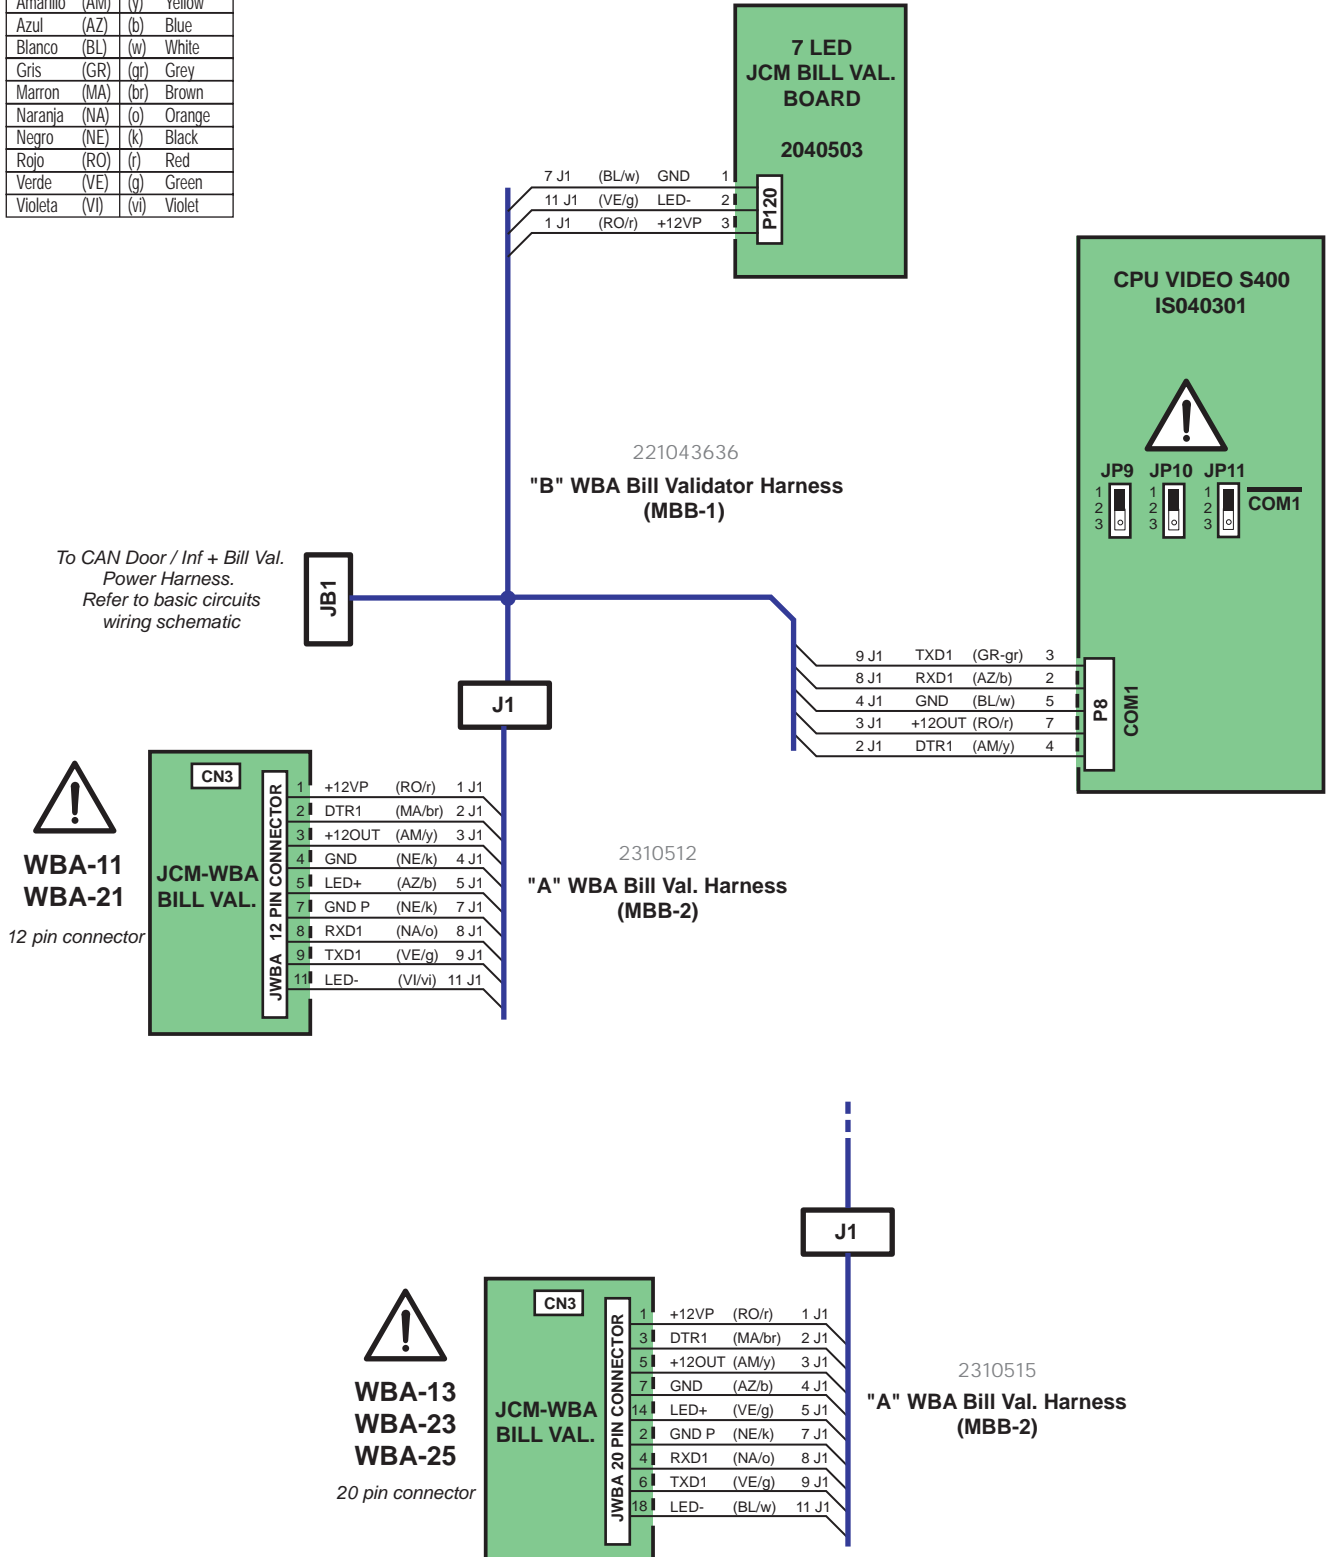 Amarillo (AM) (y) Yellow
Azul (AZ) (b) Blue
Blanco (BL) (w) White
Gris (GR) (gr) Grey
Marron (MA) (br) Brown
Naranja (NA) (o) Orange
Negro (NE) (k) Black
Rojo (RO) (r) Red
Verde (VE) (g) Green
Violeta (VI) (vi) Violet
7 LED
JCM BILL VAL.
BOARD
2040503
7 J1 (BL/w) GND 1
11 J1 (VE/g) LED- 2
1 J1 (RO/r) +12VP 3
P120
CPU VIDEO S400
IS040301
JP9 JP10 JP11
1 1 1
2 2 2
3 3 3
COM1
221043636
"B" WBA Bill Validator Harness
(MBB-1)
To CAN Door / Inf + Bill Val.
Power Harness.
Refer to basic circuits
wiring schematic
JB1
9 J1 TXD1 (GR-gr) 3
8 J1 RXD1 (AZ/b) 2
4 J1 GND (BL/w) 5
3 J1 +12OUT (RO/r) 7
2 J1 DTR1 (AM/y) 4
P8
COM1
J1
WBA-11
WBA-21
12 pin connector
CN3
JCM-WBA
BILL VAL.
JWBA 12 PIN CONNECTOR
1 +12VP (RO/r) 1 J1
2 DTR1 (MA/br) 2 J1
3 +12OUT (AM/y) 3 J1
4 GND (NE/k) 4 J1
5 LED+ (AZ/b) 5 J1
7 GND P (NE/k) 7 J1
8 RXD1 (NA/o) 8 J1
9 TXD1 (VE/g) 9 J1
11 LED- (VI/vi) 11 J1
2310512
"A" WBA Bill Val. Harness
(MBB-2)
J1
WBA-13
WBA-23
WBA-25
20 pin connector
CN3
JCM-WBA
BILL VAL.
JWBA 20 PIN CONNECTOR
1 +12VP (RO/r) 1 J1
3 DTR1 (MA/br) 2 J1
5 +12OUT (AM/y) 3 J1
7 GND (AZ/b) 4 J1
14 LED+ (VE/g) 5 J1
2 GND P (NE/k) 7 J1
4 RXD1 (NA/o) 8 J1
6 TXD1 (VE/g) 9 J1
18 LED- (BL/w) 11 J1
2310515
"A" WBA Bill Val. Harness
(MBB-2)